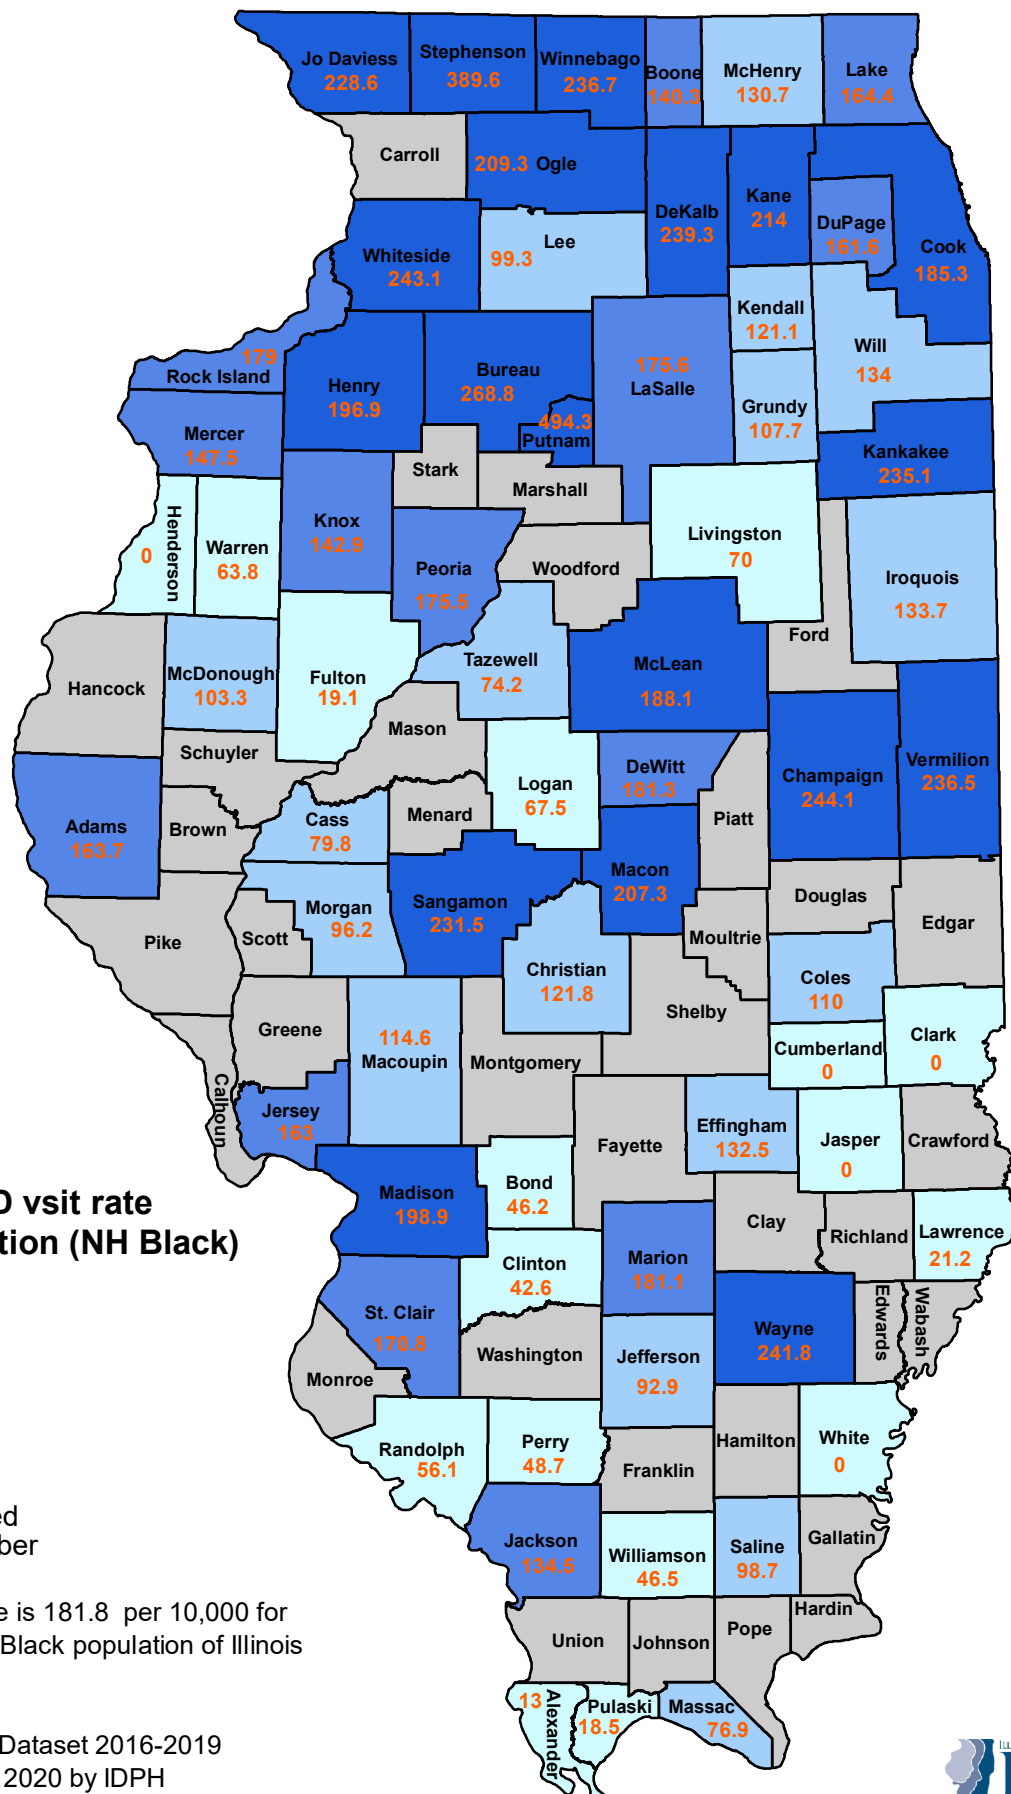 Jo Daviess
228.6
Stephenson
389.6
Winnebago
236.7
Boone
140.3
McHenry
130.7
Lake
164.4
Carroll
209.3 Ogle
DeKalb
239.3
Kane
214
DuPage
161.6
Cook
185.3
Whiteside
243.1
Lee
99.3
Kendall
121.1
Will
134
179
Rock Island
Henry
196.9
Bureau
268.8
494.3
Putnam
175.6
LaSalle
Grundy
107.7
Kankakee
235.1
Mercer
147.5
Stark
Marshall
Henderson
0
Warren
63.8
Knox
142.9
Peoria
175.5
Woodford
Livingston
70
Iroquois
133.7
Ford
Hancock
McDonough
103.3
Fulton
19.1
Tazewell
74.2
McLean
188.1
Mason
Schuyler
Logan
67.5
DeWitt
181.3
Champaign
244.1
Vermilion
236.5
Adams
163.7
Brown
Cass
79.8
Menard
Piatt
Macon
207.3
Douglas
Edgar
Pike
Scott
Morgan
96.2
Sangamon
231.5
Moultrie
Christian
121.8
Coles
110
Shelby
Greene
114.6
Macoupin
Montgomery
Cumberland
0
Clark
0
Calhoun
Jersey
163
Fayette
Effingham
132.5
Jasper
0
Crawford
Madison
198.9
Bond
46.2
Clay
Richland
Lawrence
21.2
vsit rate
(NH Black)
Clinton
42.6
Marion
181.1
St. Clair
170.8
Wayne
241.8
Edwards
Wabash
Washington
Jefferson
92.9
Monroe
Randolph
56.1
Perry
48.7
Franklin
Hamilton
White
0
Jackson
134.5
Williamson
46.5
Saline
98.7
Gallatin
is 181.8 per 10,000 for
Black population of Illinois
Union
Johnson
Pope
Hardin
13
Alexander
Pulaski
18.5
Massac
76.9
Dataset 2016-2019
2020 by IDPH